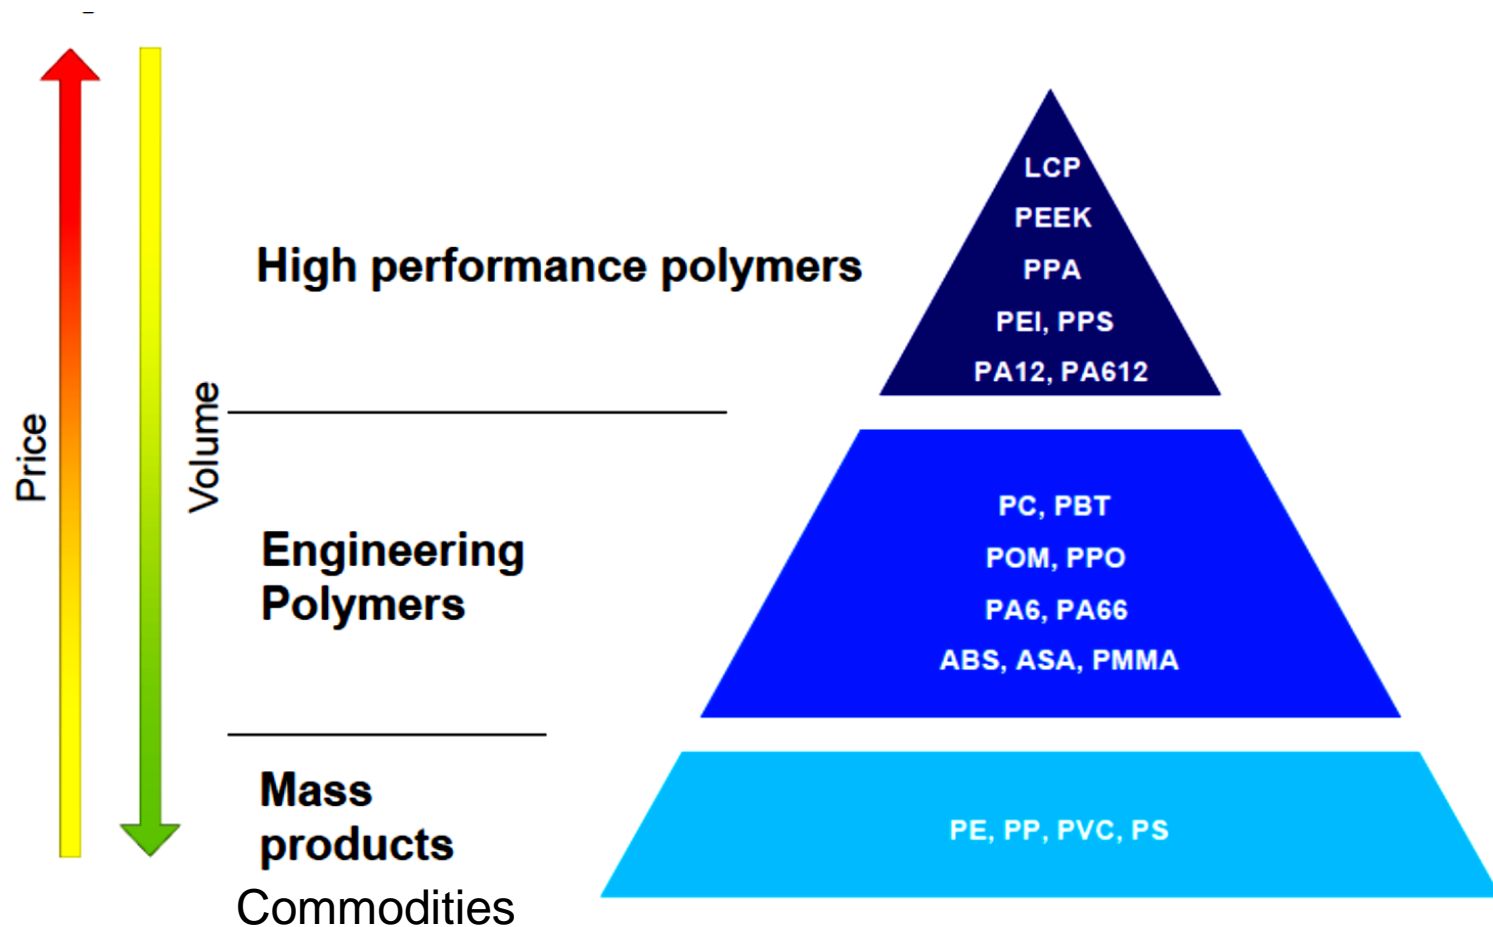 Price
Volume
High performance polymers
LCP
PEEK
PPA
PEI, PPS
PA12, PA612
Engineering
Polymers
PC, PBT
POM, PPO
PA6, PA66
ABS, ASA, PMMA
Mass
products
Commodities
PE, PP, PVC, PS